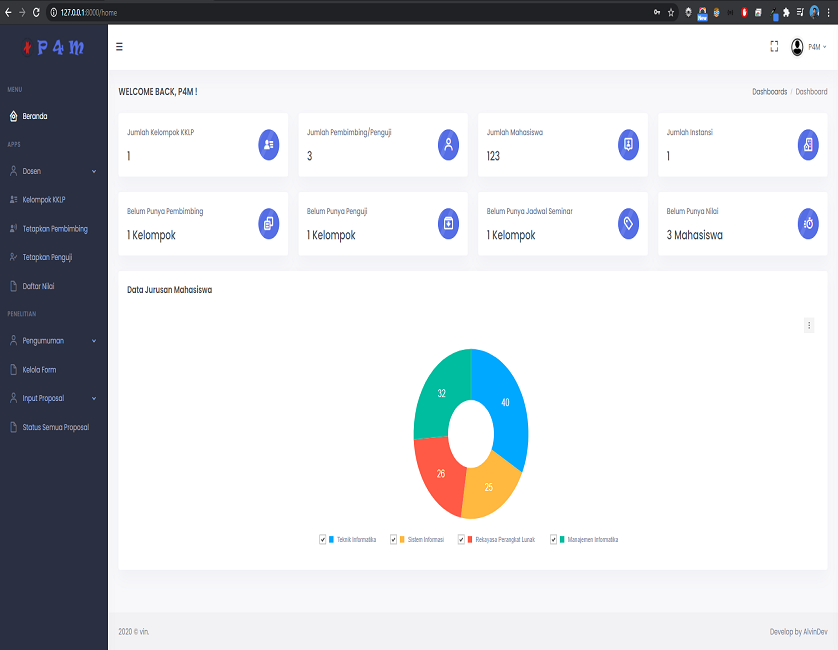 127.0.0.1:8000/home
New
P4M
P4M
WELCOME BACK, P4M !
Dashboards / Dashboard
MENU
Beranda
APPS
Dosen
Kelompok KKLP
Tetapkan Pembimbing
Tetapkan Penguji
Daftar Nilai
PENELITIAN
Pengumuman
Kelola Form
Input Proposal
Status Semua Proposal
Jumlah Kelompok KKLP
1
Jumlah Pembimbing/Penguji
3
Jumlah Mahasiswa
123
Jumlah Instansi
1
Belum Punya Pembimbing
1 Kelompok
Belum Punya Penguji
1 Kelompok
Belum Punya Jadwal Seminar
1 Kelompok
Belum Punya Nilai
3 Mahasiswa
Data Jurusan Mahasiswa
32
40
26
25
Teknik Informatika
Sistem Informasi
Rekayasa Perangkat Lunak
Manajemen Informatika
2020 © vin.
Develop by AlvinDev